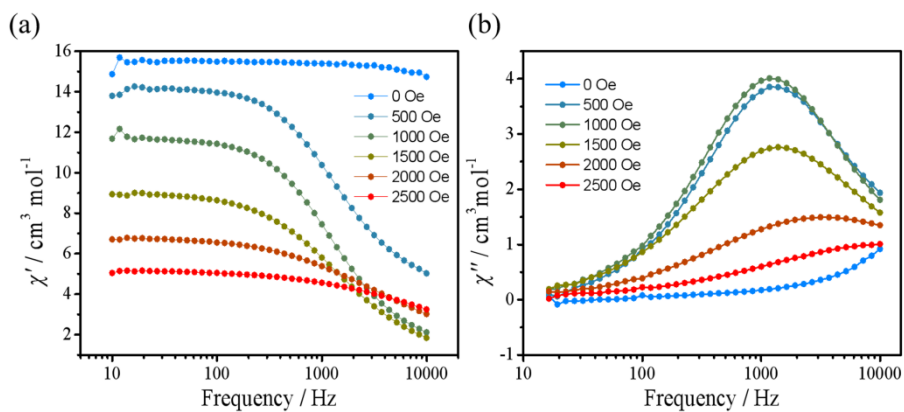 (a)
16
14
12
10
8
6
4
2
χ′ / cm³ mol⁻¹
0 Oe
500 Oe
1000 Oe
1500 Oe
2000 Oe
2500 Oe
10
100
1000
10000
Frequency / Hz
(b)
4
3
2
1
0
-1
χ″ / cm³ mol⁻¹
0 Oe
500 Oe
1000 Oe
1500 Oe
2000 Oe
2500 Oe
10
100
1000
10000
Frequency / Hz